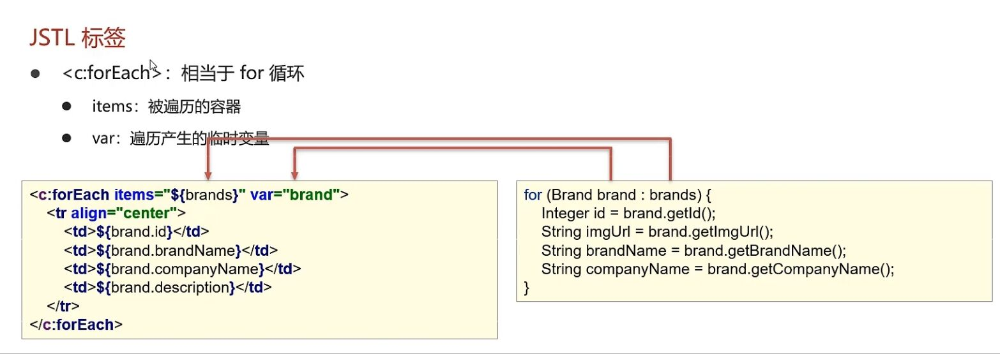 JSTL 标签
<c:forEach>：相当于 for 循环
items：被遍历的容器
var：遍历产生的临时变量
<c:forEach items="${brands}" var="brand">
<tr align="center">
<td>${brand.id}</td>
<td>${brand.brandName}</td>
<td>${brand.companyName}</td>
<td>${brand.description}</td>
</tr>
</c:forEach>
for (Brand brand : brands) {
Integer id = brand.getId();
String imgUrl = brand.getImgUrl();
String brandName = brand.getBrandName();
String companyName = brand.getCompanyName();
}